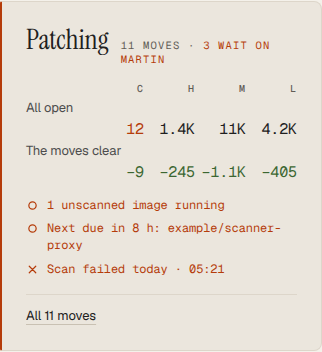 Patching 11 MOVES · 3 WAIT ON
MARTIN
C H M L
All open
12 1.4K 11K 4.2K
The moves clear
−9 −245 −1.1K −405
1 unscanned image running
Next due in 8 h: example/scanner-
proxy
Scan failed today · 05:21
All 11 moves